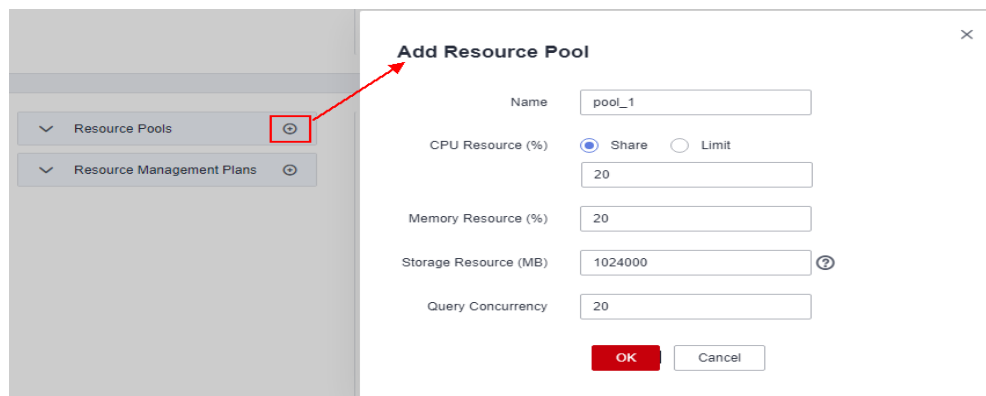 Add Resource Pool
Name
pool_1
Resource Pools
CPU Resource (%)
Share
Limit
Resource Management Plans
20
Memory Resource (%)
20
Storage Resource (MB)
1024000
Query Concurrency
20
OK
Cancel